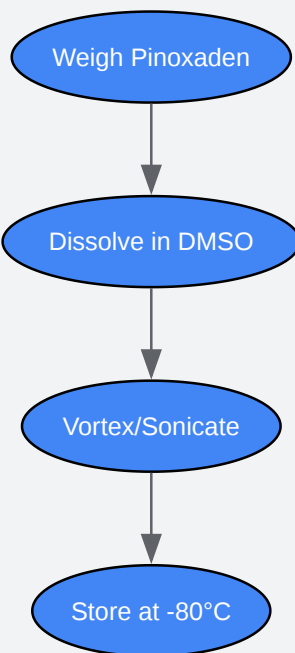 Weigh Pinoxaden
Dissolve in DMSO
Vortex/Sonicate
Store at -80°C